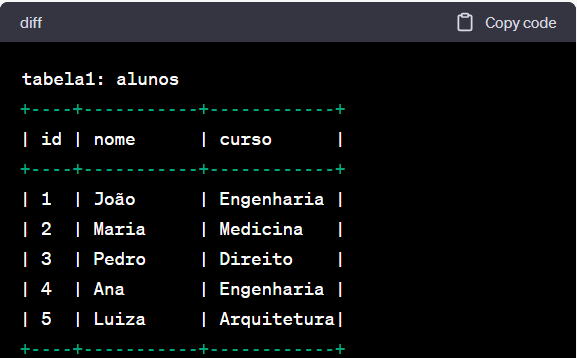 diff Copy code
tabela1: alunos
+----+-----------+------------+
| id | nome      | curso      |
+----+-----------+------------+
| 1  | João      | Engenharia |
| 2  | Maria     | Medicina   |
| 3  | Pedro     | Direito    |
| 4  | Ana       | Engenharia |
| 5  | Luiza     | Arquitetura|
+----+-----------+------------+